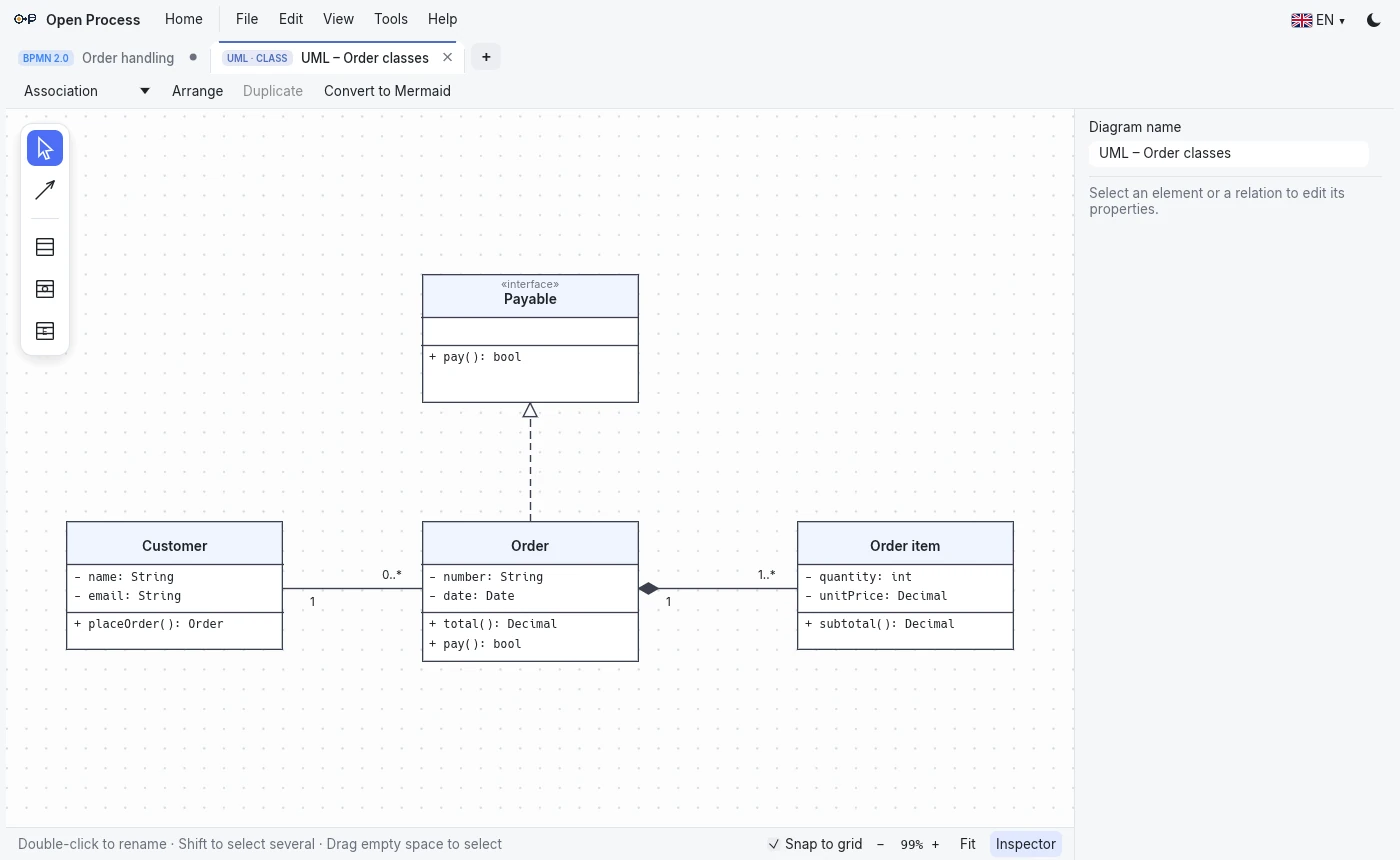 Open Process Home File Edit View Tools Help EN ▾
BPMN 2.0 Order handling ● UML · CLASS UML – Order classes ✕ +
Association ▼ Arrange Duplicate Convert to Mermaid
Diagram name
UML – Order classes
Select an element or a relation to edit its
properties.
E
«interface»
Payable
+ pay(): bool
Customer
- name: String
- email: String
+ placeOrder(): Order
0..*
1
Order
- number: String
- date: Date
+ total(): Decimal
+ pay(): bool
1..*
1
Order item
- quantity: int
- unitPrice: Decimal
+ subtotal(): Decimal
Double-click to rename · Shift to select several · Drag empty space to select ✓ Snap to grid − 99% + Fit Inspector